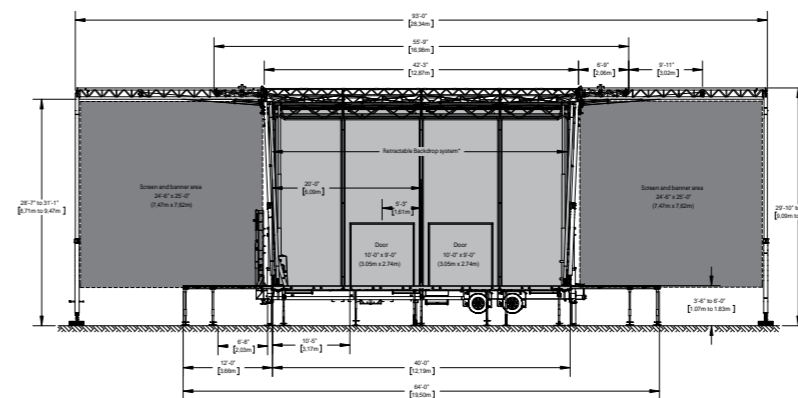 93'-0"
[28.34m]
55'-9"
[16.98m]
42'-3"
[12.87m]
6'-9"
[2.06m]
9'-11"
[3.02m]
Retractable Backdrop system*
Screen and banner area
24'-6" x 25'-0"
(7.47m x 7.62m)
20'-0"
[6.09m]
5'-3"
[1.61m]
Screen and banner area
24'-6" x 25'-0"
(7.47m x 7.62m)
28'-7" to 31'-1"
[8.71m to 9.47m]
29'-10" to
[9.09m to
Door
10'-0" x 9'-0"
(3.05m x 2.74m)
Door
10'-0" x 9'-0"
(3.05m x 2.74m)
3'-6" to 6'-0"
[1.07m to 1.83m]
6'-8"
[2.03m]
10'-5"
[3.17m]
12'-0"
[3.66m]
40'-0"
[12.19m]
64'-0"
[19.50m]